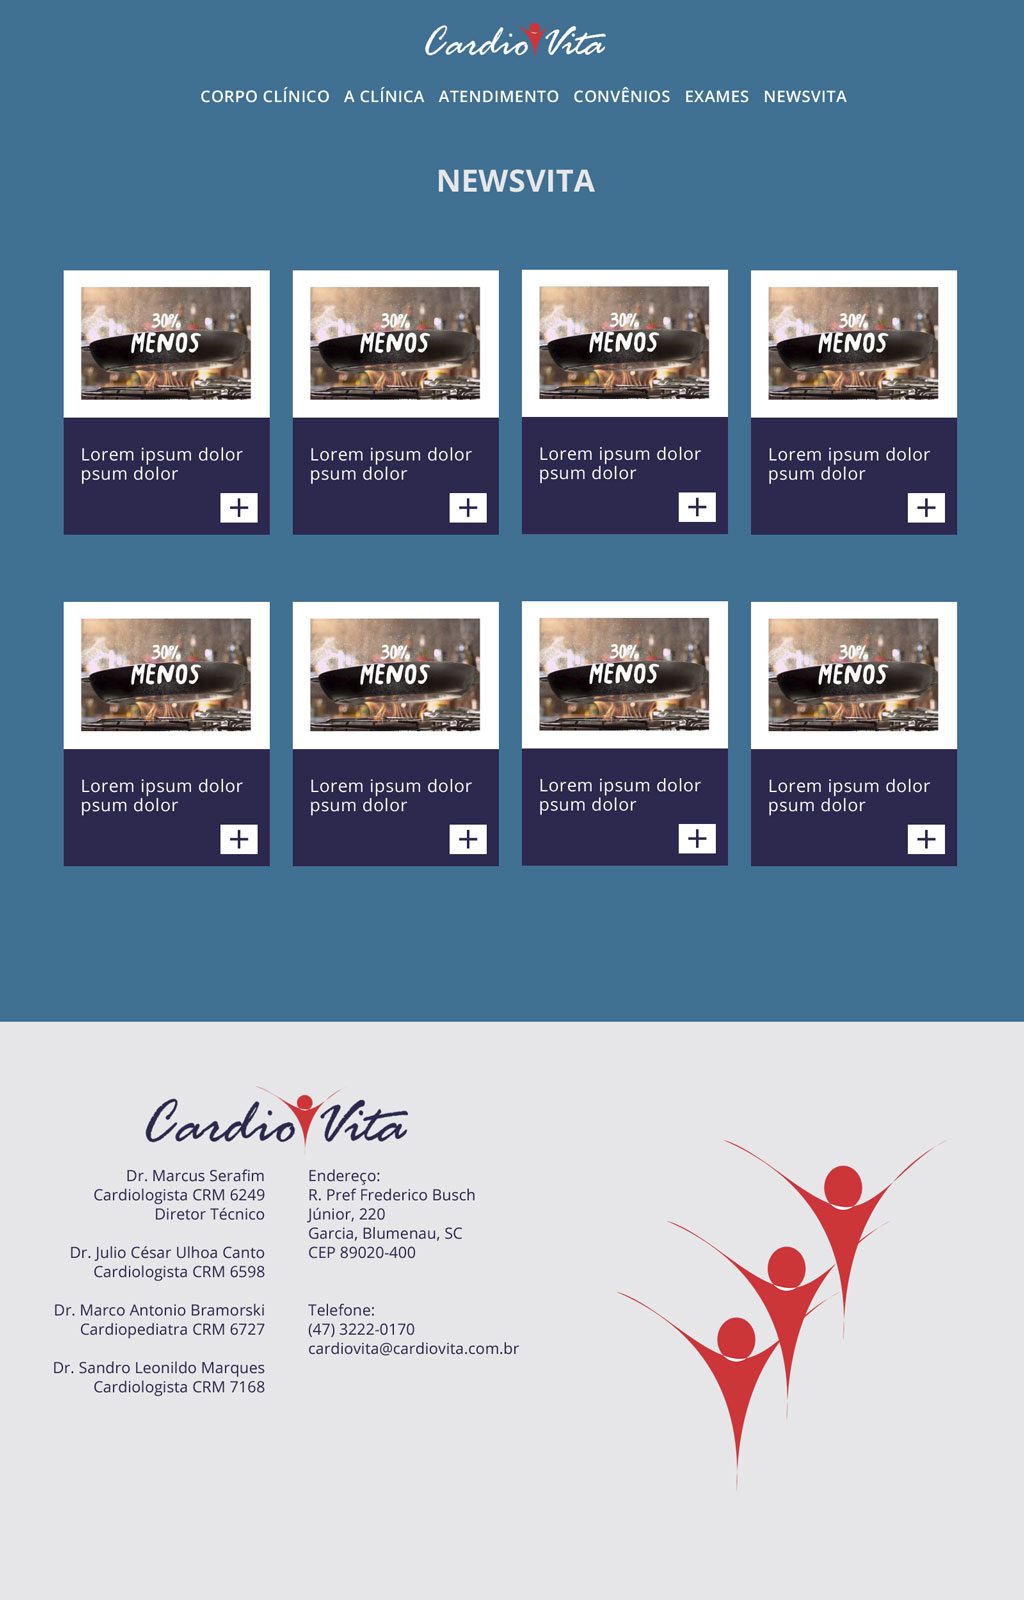 Cardio Vita
CORPO CLÍNICO A CLÍNICA ATENDIMENTO CONVÊNIOS EXAMES NEWSVITA
NEWSVITA
30%
MENOS
Lorem ipsum dolor
psum dolor
+
30%
MENOS
Lorem ipsum dolor
psum dolor
+
30%
MENOS
Lorem ipsum dolor
psum dolor
+
30%
MENOS
Lorem ipsum dolor
psum dolor
+
30%
MENOS
Lorem ipsum dolor
psum dolor
+
30%
MENOS
Lorem ipsum dolor
psum dolor
+
30%
MENOS
Lorem ipsum dolor
psum dolor
+
30%
MENOS
Lorem ipsum dolor
psum dolor
+
Cardio Vita
Dr. Marcus Serafim
Cardiologista CRM 6249
Diretor Técnico
Dr. Julio César Ulhoa Canto
Cardiologista CRM 6598
Dr. Marco Antonio Bramorski
Cardiopediatra CRM 6727
Dr. Sandro Leonildo Marques
Cardiologista CRM 7168
Endereço:
R. Pref Frederico Busch
Júnior, 220
Garcia, Blumenau, SC
CEP 89020-400
Telefone:
(47) 3222-0170
cardiovita@cardiovita.com.br